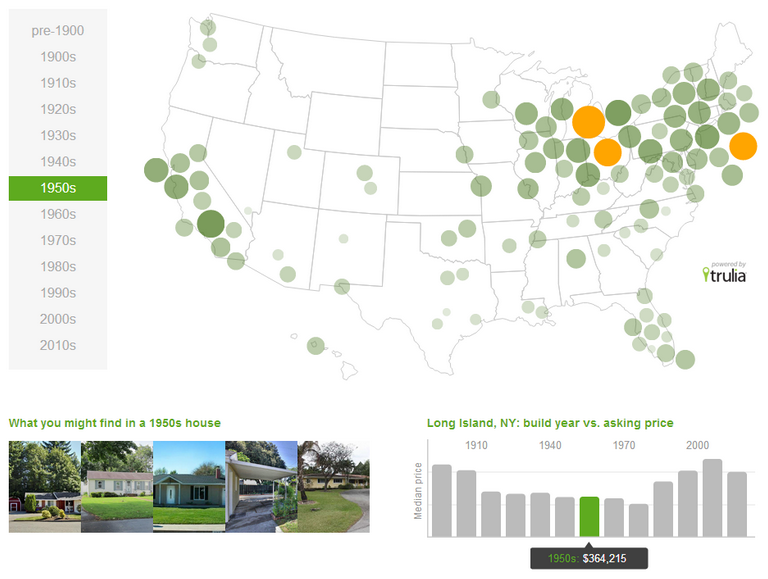 pre-1900
1900s
1910s
1920s
1930s
1940s
1950s
1960s
1970s
1980s
1990s
2000s
2010s
powered by
trulia
What you might find in a 1950s house
Long Island, NY: build year vs. asking price
1910 1940 1970 2000
Median price
1950s: $364,215